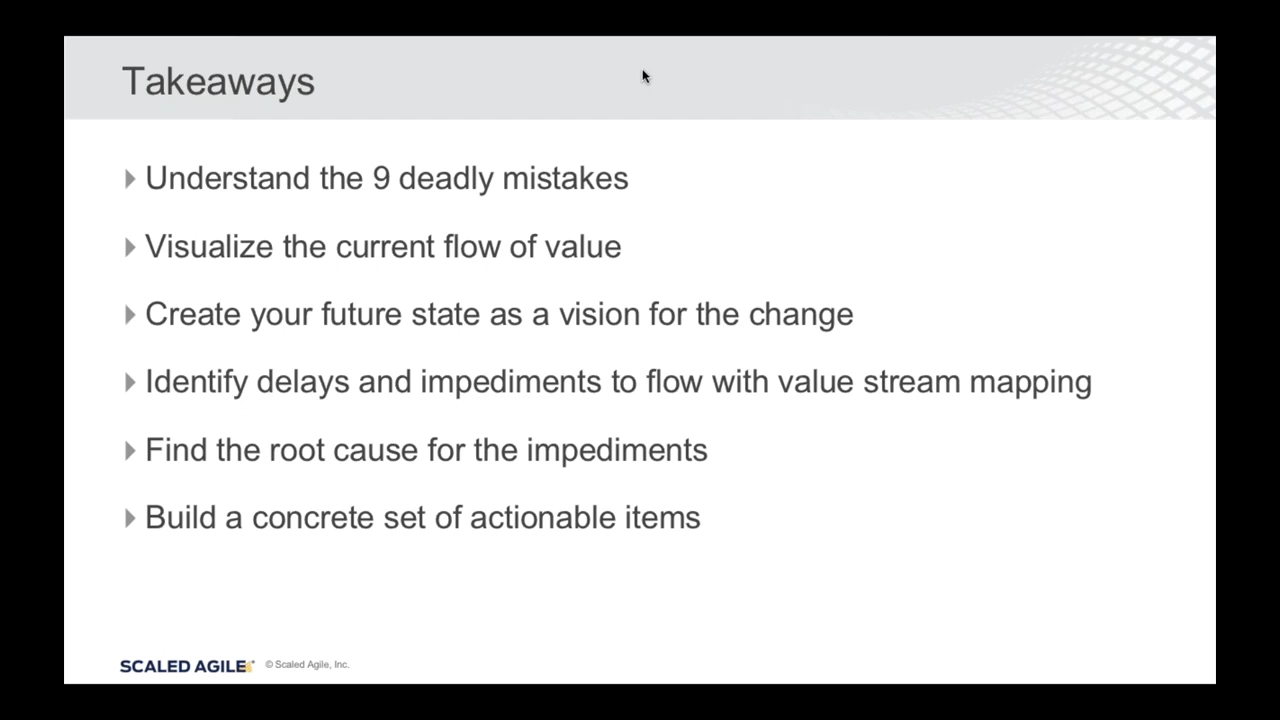 Takeaways
Understand the 9 deadly mistakes
Visualize the current flow of value
Create your future state as a vision for the change
Identify delays and impediments to flow with value stream mapping
Find the root cause for the impediments
Build a concrete set of actionable items
SCALED AGILE © Scaled Agile, Inc.